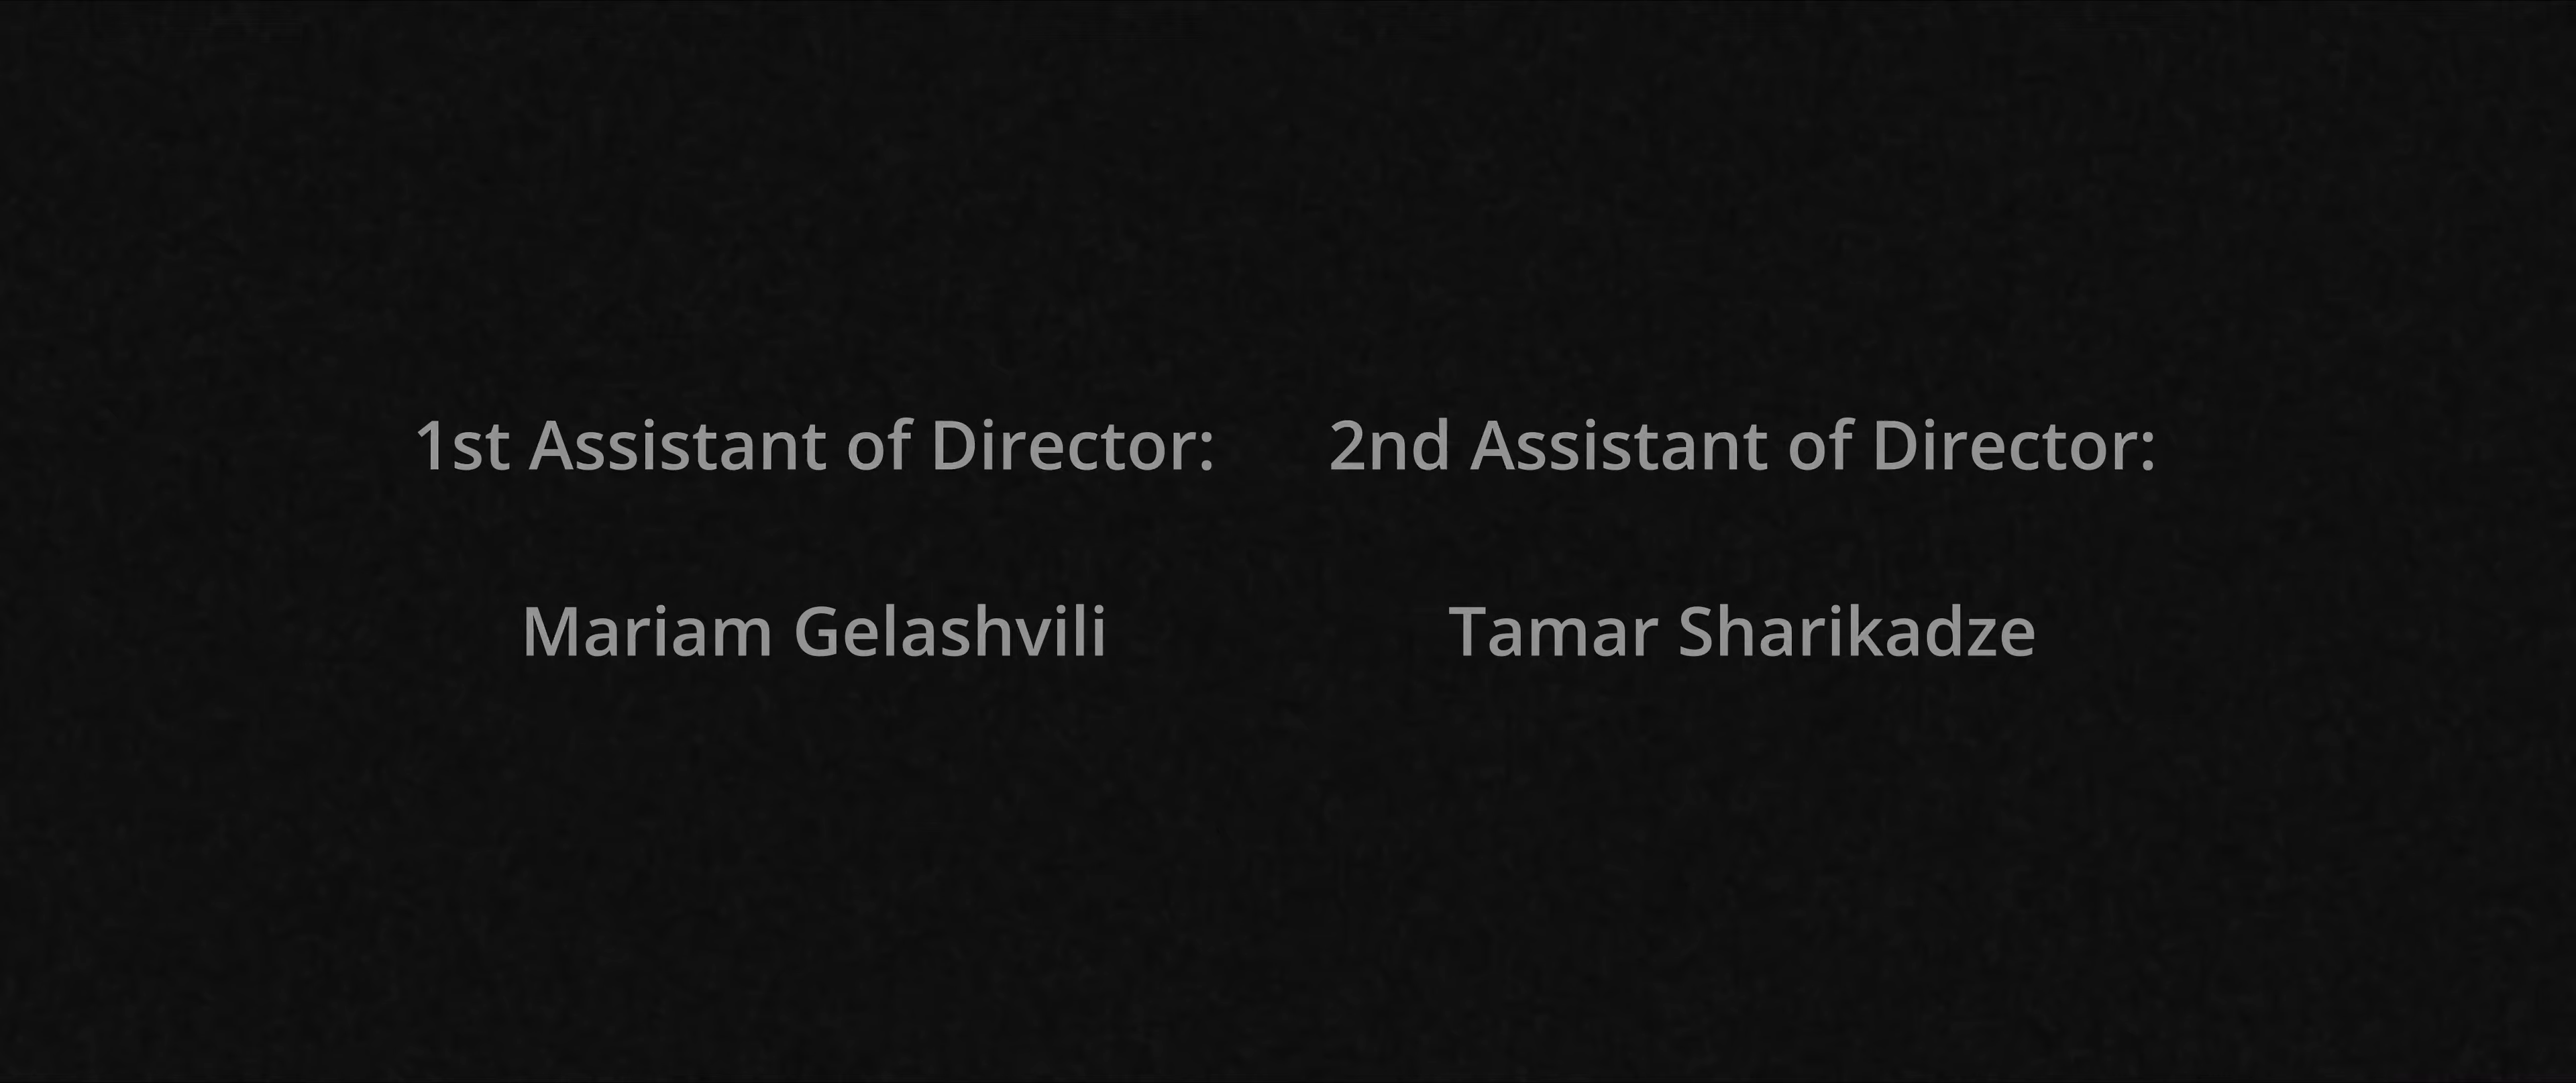 1st Assistant of Director:
Mariam Gelashvili
2nd Assistant of Director:
Tamar Sharikadze